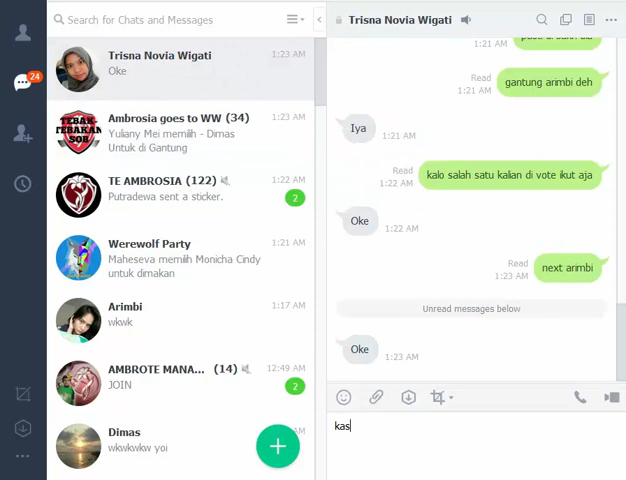 24
Search for Chats and Messages
Trisna Novia Wigati
1:23 AM
Oke
TEBAK-
TEBAKAN
SOB
Ambrosia goes to WW (34)
1:23 AM
Yuliany Mei memilih - Dimas
Untuk di Gantung
TE AMBROSIA (122)
1:22 AM
Putradewa sent a sticker.
2
Werewolf Party
1:21 AM
Maheseva memilih Monicha Cindy
untuk dimakan
Arimbi
1:17 AM
wkwk
AMBROTE MANA... (14)
12:49 AM
JOIN
2
Dimas
AM
wkwkwkw yoi
Trisna Novia Wigati
1:21 AM
Read
1:21 AM
gantung arimbi deh
Iya
1:21 AM
Read
1:22 AM
kalo salah satu kalian di vote ikut aja
Oke
1:22 AM
Read
1:23 AM
next arimbi
Unread messages below
Oke
1:23 AM
kas